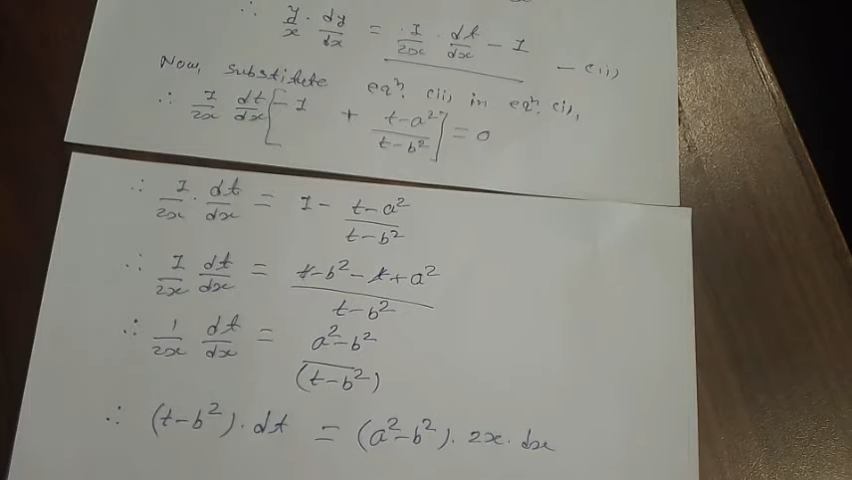 ∴ y/x · dy/dx = 1/2x · dt/dx - 1 - (ii)
Now, substitute eqⁿ. (ii) in eqⁿ. (i),
∴ 1/2x dt/dx [- 1 + t-a²/t-b²] = 0
∴ 1/2x · dt/dx = 1 - t-a²/t-b²
∴ 1/2x dt/dx = t-b²-t+a²/t-b²
∴ 1/2x dt/dx = a²-b²/(t-b²)
∴ (t-b²)·dt = (a²-b²)· 2x·dx